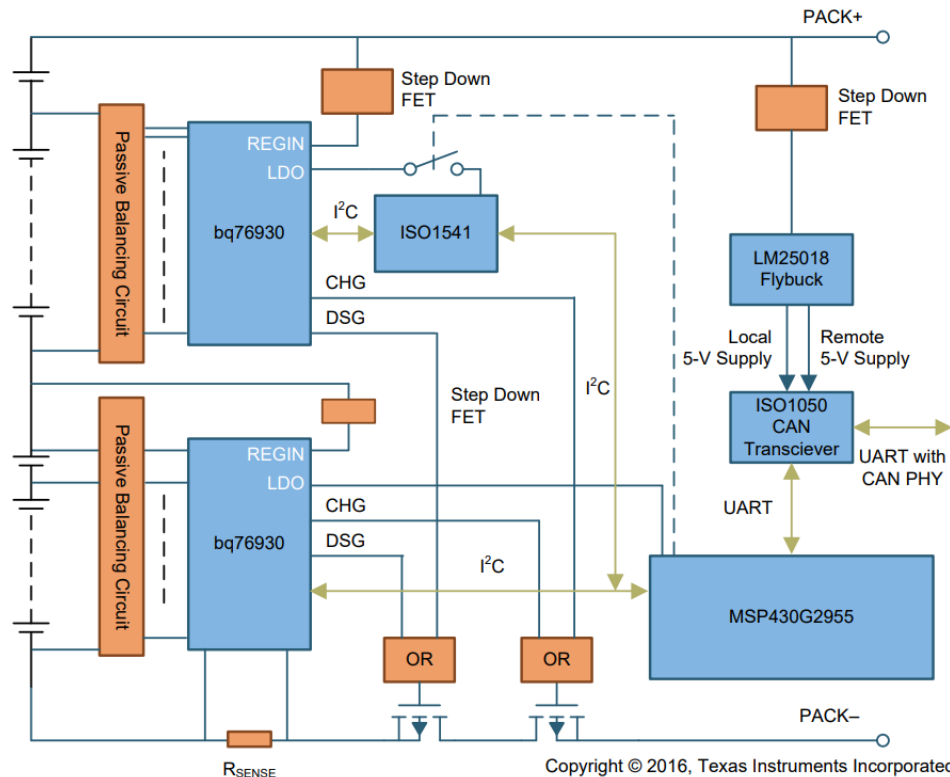 PACK+
Step Down
FET
Step Down
FET
Passive Balancing Circuit
REGIN
LDO
bq76930
I²C
ISO1541
CHG
DSG
LM25018
Flybuck
Local
5-V Supply
Remote
5-V Supply
Step Down
FET
I²C
ISO1050
CAN
Transciever
UART with
CAN PHY
UART
Passive Balancing Circuit
REGIN
LDO
bq76930
CHG
DSG
I²C
MSP430G2955
OR
OR
PACK–
RSENSE
Copyright © 2016, Texas Instruments Incorporated